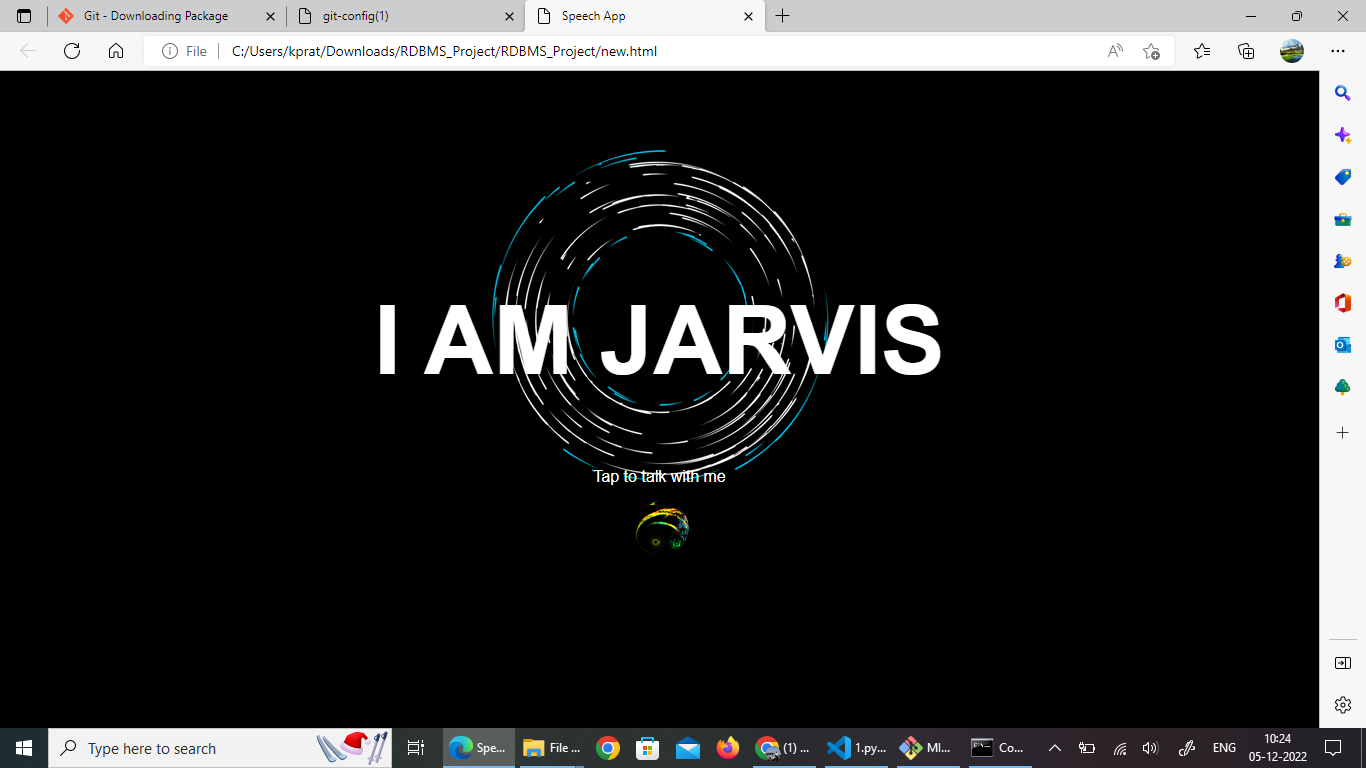 Git - Downloading Package
git-config(1)
Speech App
File
C:/Users/kprat/Downloads/RDBMS_Project/RDBMS_Project/new.html
I AM JARVIS
Tap to talk with me
Type here to search
Spe...
File ...
(1) ...
1.py...
MI...
Co...
ENG
10:24
05-12-2022